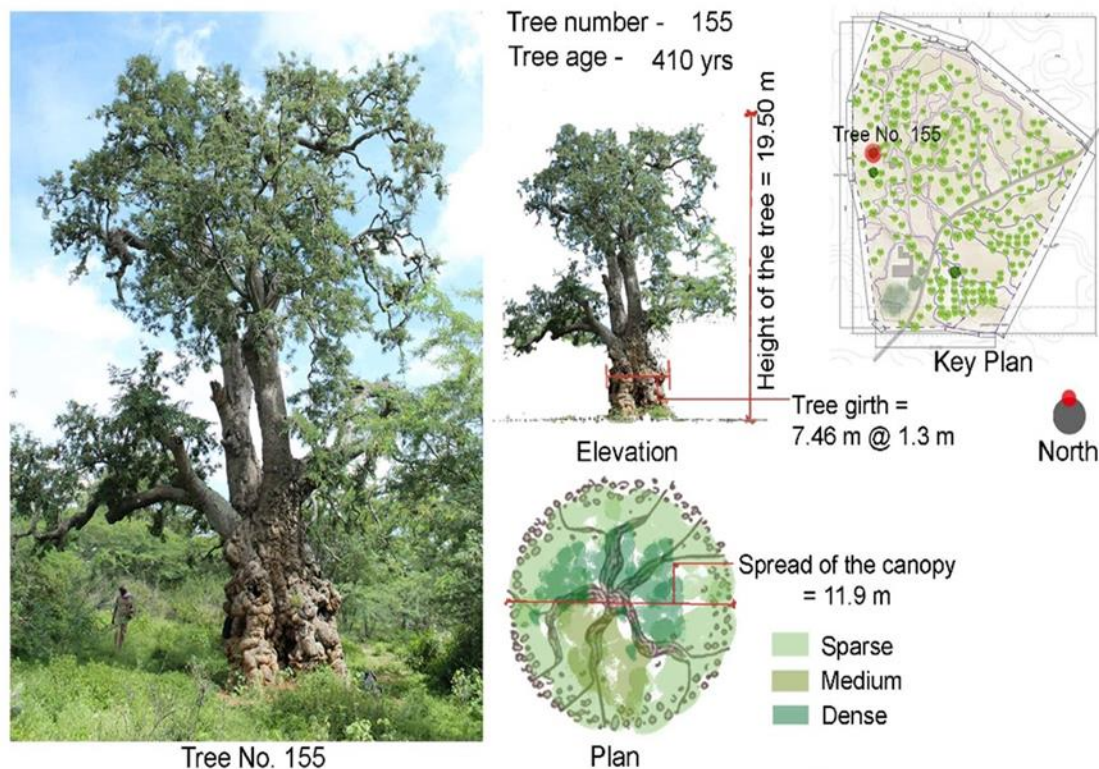 Tree number - 155
Tree age - 410 yrs
Height of the tree = 19.50 m
Tree No. 155
Key Plan
Tree girth =
7.46 m @ 1.3 m
North
Elevation
Spread of the canopy
= 11.9 m
Sparse
Medium
Dense
Tree No. 155
Plan